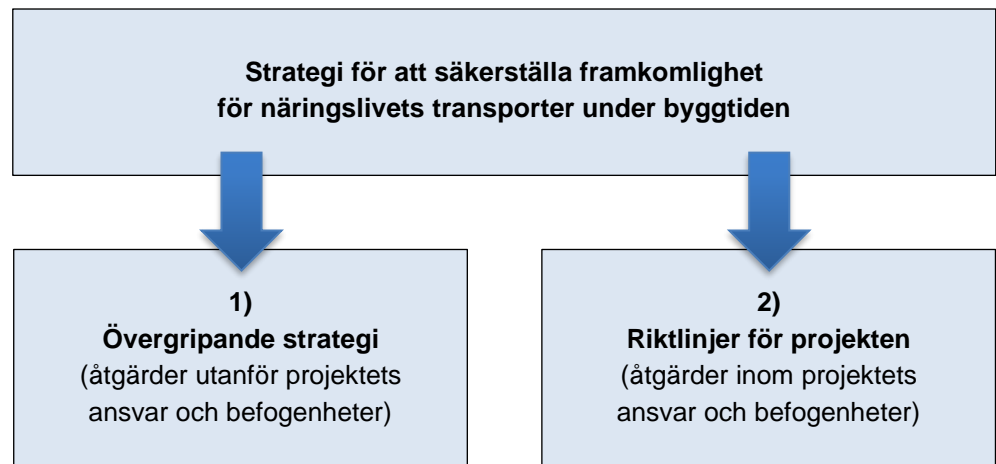 Strategi för att säkerställa framkomlighet
för näringslivets transporter under byggtiden
1)
Övergripande strategi
(åtgärder utanför projektets
ansvar och befogenheter)
2)
Riktlinjer för projekten
(åtgärder inom projektets
ansvar och befogenheter)